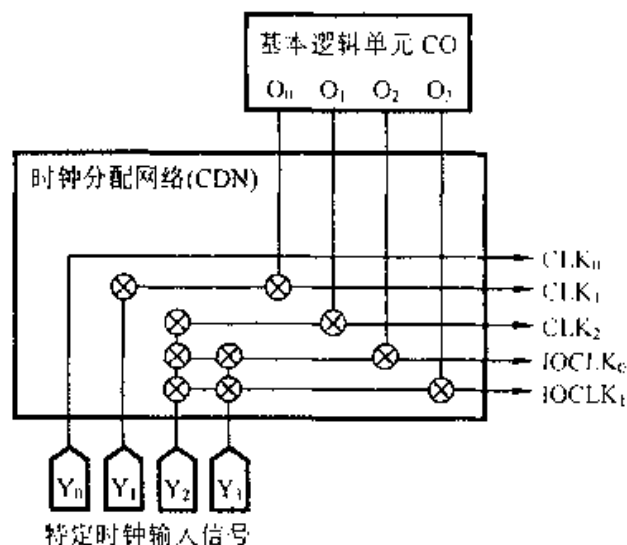 基本逻辑单元 CO
O₀ O₁ O₂ O₃
时钟分配网络(CDN)
CLK₀
CLK₁
CLK₂
IOCLK₀
IOCLK₁
Y₀ Y₁ Y₂ Y₃
特定时钟输入信号